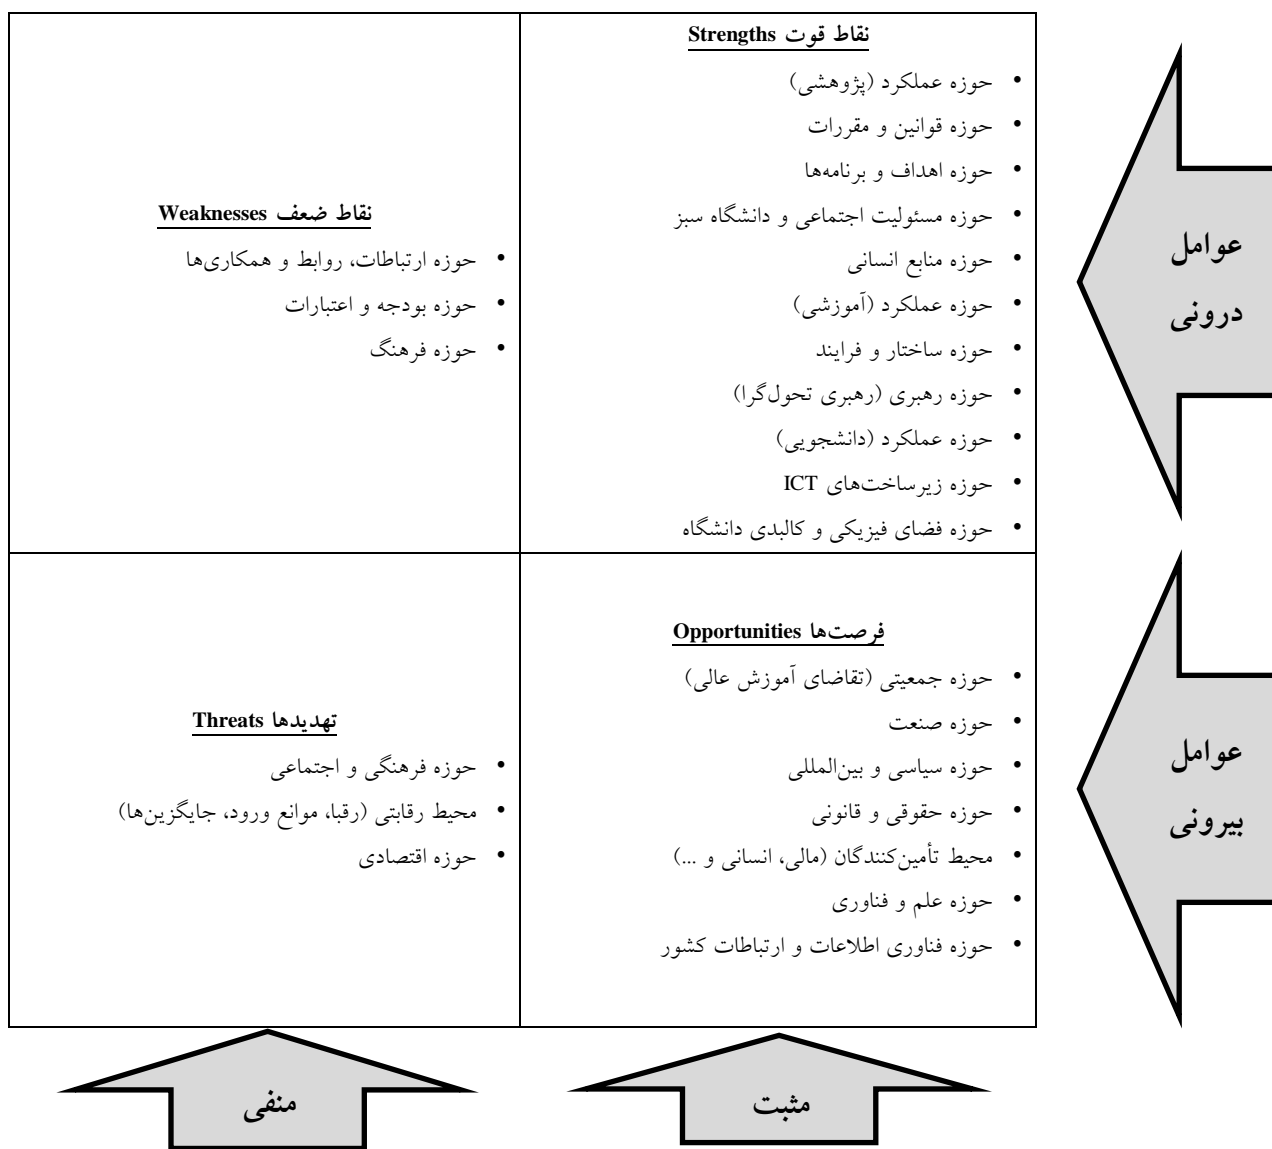 نقاط قوت Strengths
• حوزه عملکرد (پژوهشی)
• حوزه قوانین و مقررات
• حوزه اهداف و برنامه‌ها
• حوزه مسئولیت اجتماعی و دانشگاه سبز
• حوزه منابع انسانی
• حوزه عملکرد (آموزشی)
• حوزه ساختار و فرایند
• حوزه رهبری (رهبری تحول‌گرا)
• حوزه عملکرد (دانشجویی)
• حوزه زیرساخت‌های ICT
• حوزه فضای فیزیکی و کالبدی دانشگاه
نقاط ضعف Weaknesses
• حوزه ارتباطات، روابط و همکاری‌ها
• حوزه بودجه و اعتبارات
• حوزه فرهنگ
عوامل
درونی
فرصت‌ها Opportunities
• حوزه جمعیتی (تقاضای آموزش عالی)
• حوزه صنعت
• حوزه سیاسی و بین‌المللی
• حوزه حقوقی و قانونی
• محیط تأمین‌کنندگان (مالی، انسانی و ...)
• حوزه علم و فناوری
• حوزه فناوری اطلاعات و ارتباطات کشور
تهدیدها Threats
• حوزه فرهنگی و اجتماعی
• محیط رقابتی (رقبا، موانع ورود، جایگزین‌ها)
• حوزه اقتصادی
عوامل
بیرونی
مثبت
منفی